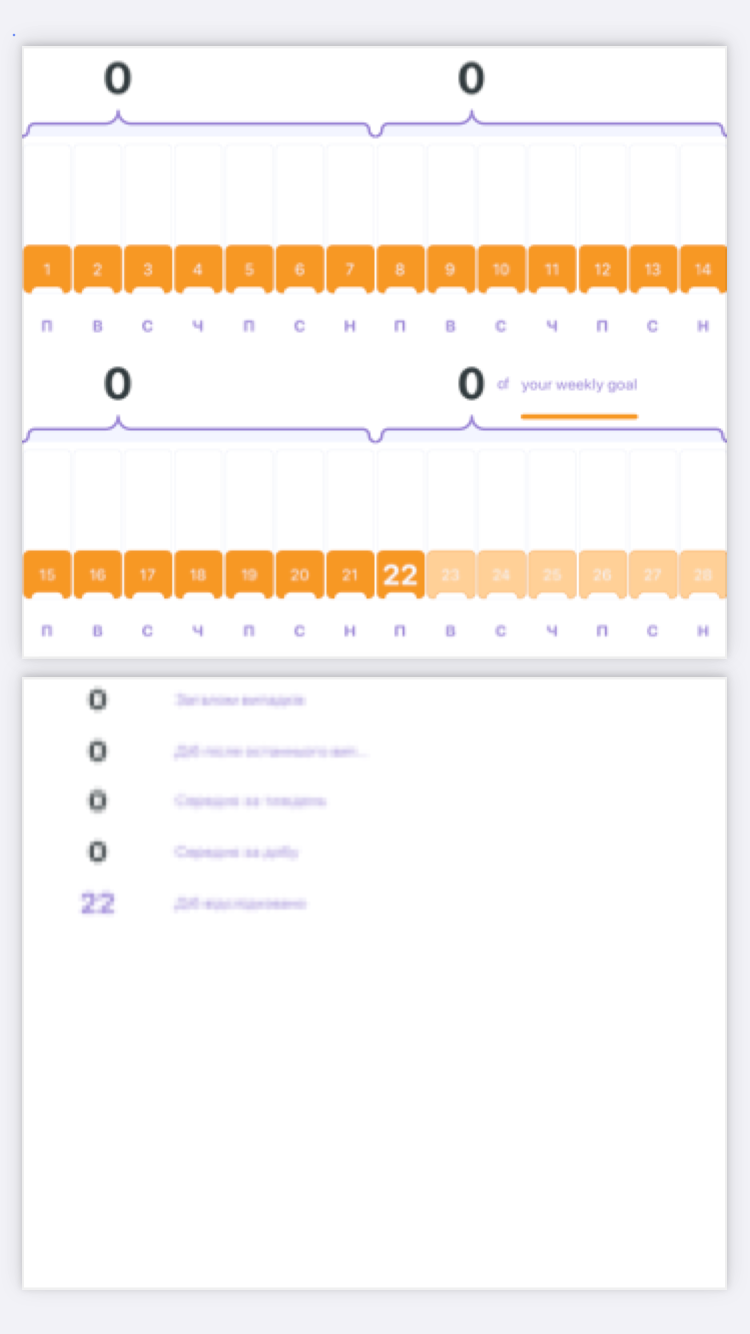 0 0
1 2 3 4 5 6 7 8 9 10 11 12 13 14
П В С Ч П С Н П В С Ч П С Н
0 0 of your weekly goal
15 16 17 18 19 20 21 22 23 24 25 26 27 28
П В С Ч П С Н П В С Ч П С Н
0 Загалом випадків
0 Діб після останнього вип...
0 Середнє за тиждень
0 Середнє за добу
22 Діб відслідковано